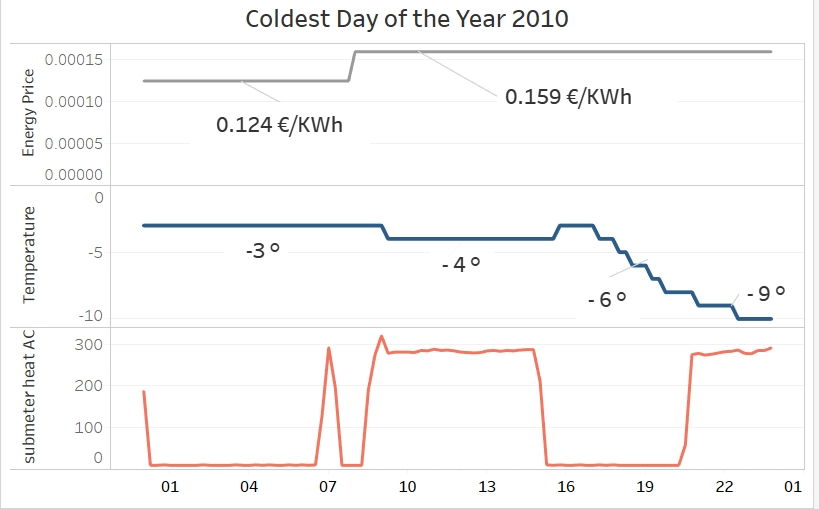 Coldest Day of the Year 2010
Energy Price
0.00015
0.00010
0.00005
0.00000
0.124 €/KWh
0.159 €/KWh
Temperature
0
-5
-10
-3 °
- 4 °
- 6 °
- 9 °
submeter heat AC
300
200
100
0
01 04 07 10 13 16 19 22 01